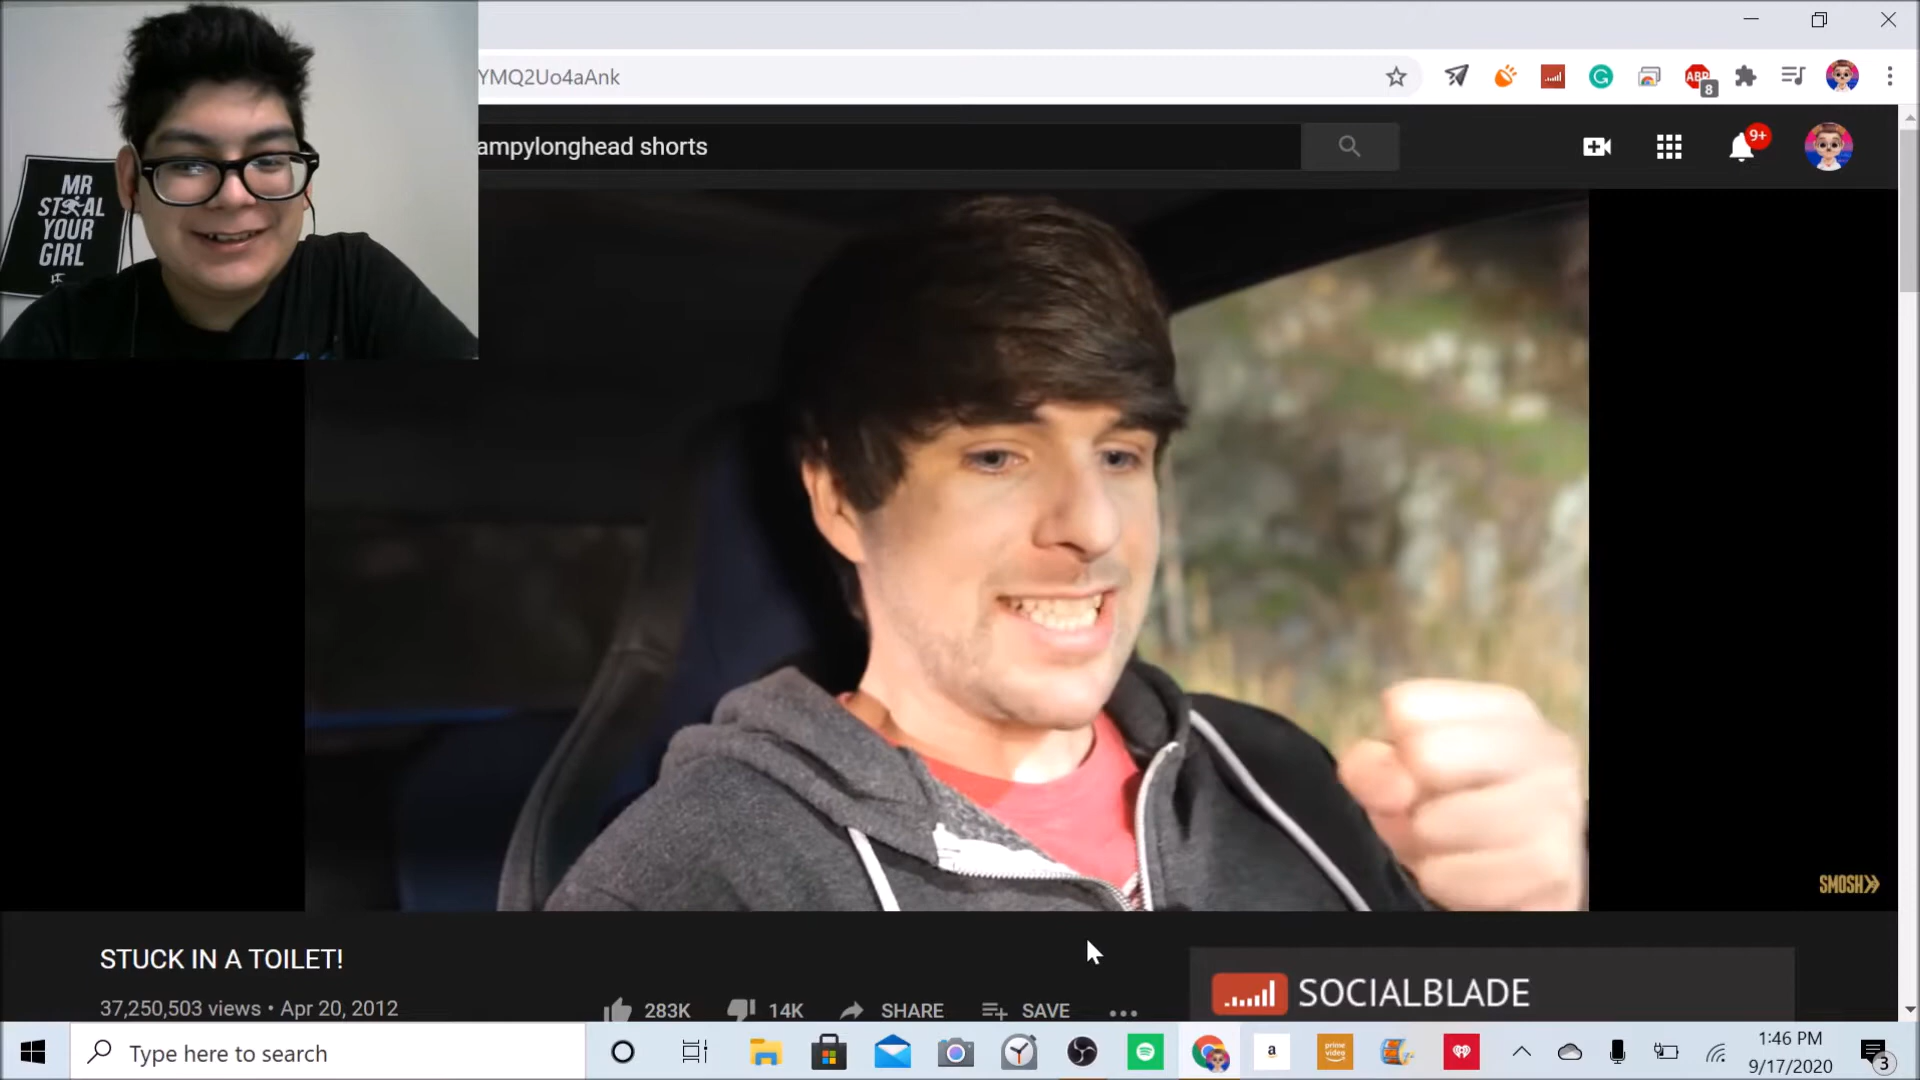 YMQ2Uo4aAnk
ABP
8
ampylonghead shorts
9+
MR
STEAL
YOUR
GIRL
SMOSH
STUCK IN A TOILET!
37,250,503 views • Apr 20, 2012
283K
14K
SHARE
SAVE
SOCIALBLADE
Type here to search
a
prime video
1:46 PM
9/17/2020
3